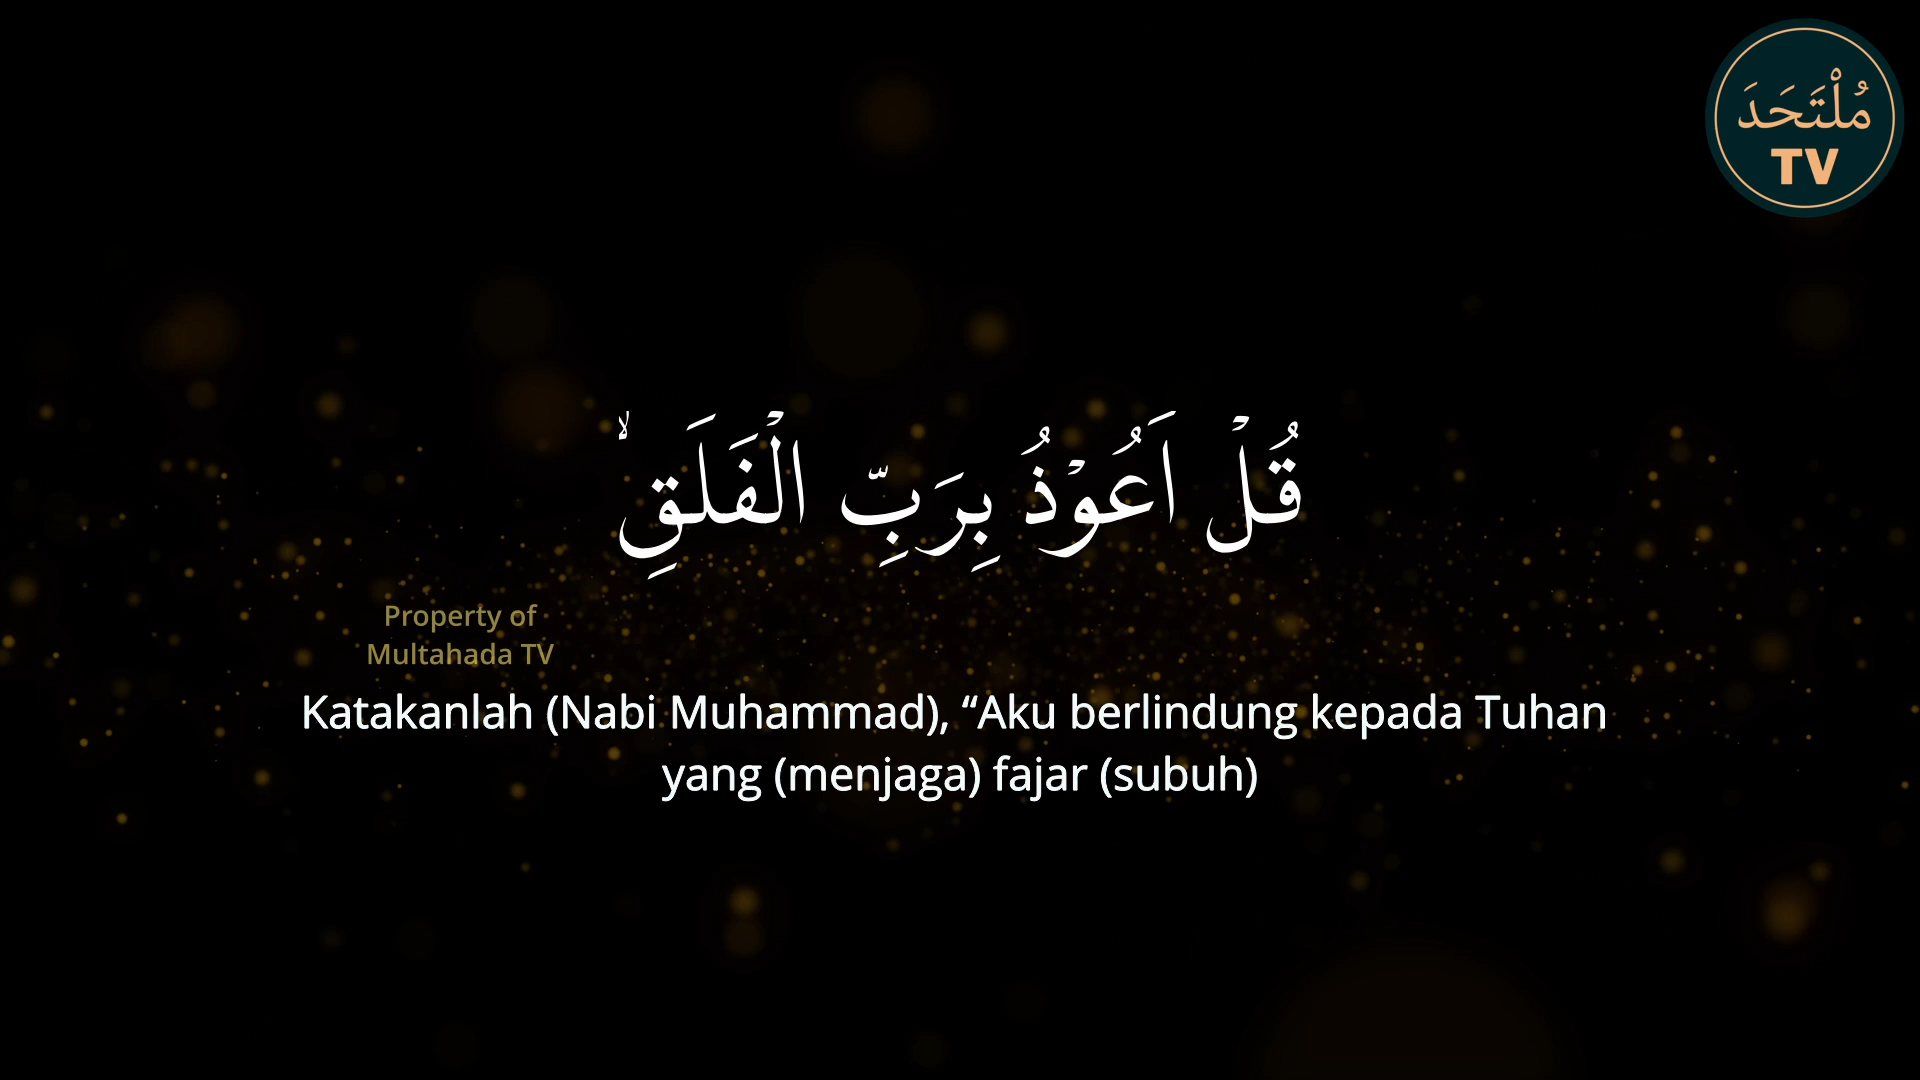 مُلْتَحَدَ
TV
قُلْ اَعُوْذُ بِرَبِّ الْفَلَقِۙ
Property of
Multahada TV
Katakanlah (Nabi Muhammad), “Aku berlindung kepada Tuhan
yang (menjaga) fajar (subuh)